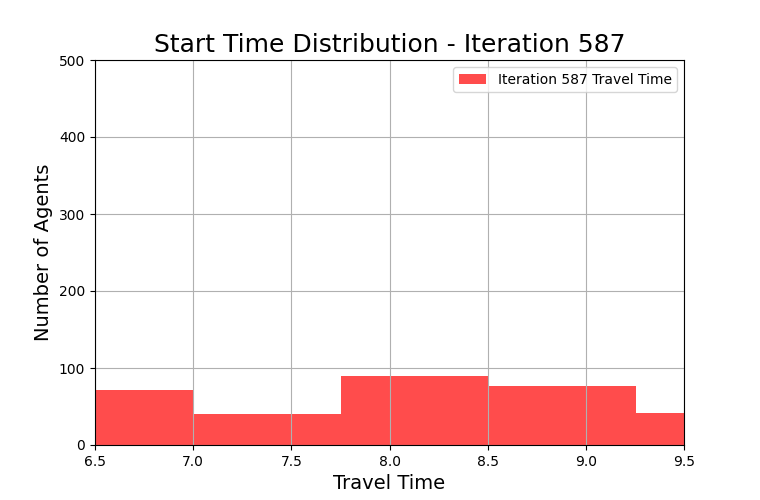 Start Time Distribution - Iteration 587
Iteration 587 Travel Time
Number of Agents
500
400
300
200
100
0
6.5 7.0 7.5 8.0 8.5 9.0 9.5
Travel Time